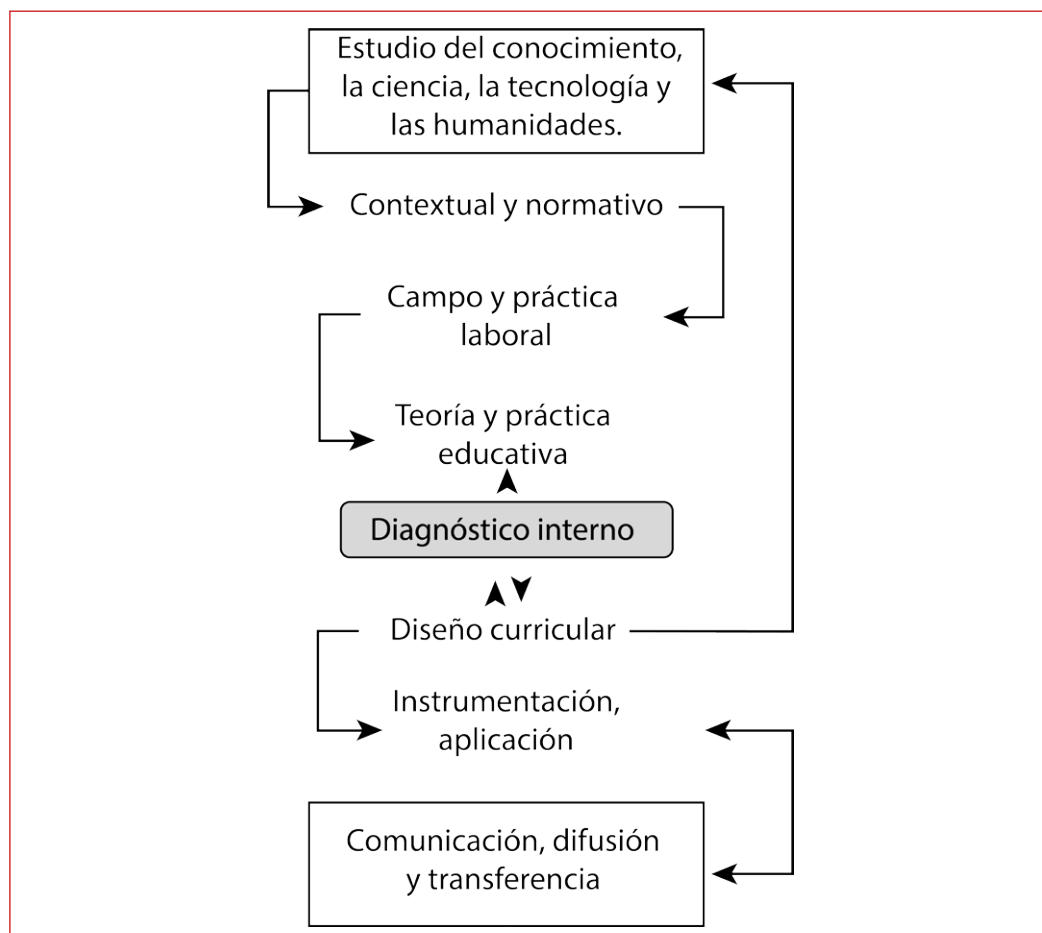 Estudio del conocimiento,
la ciencia, la tecnología y
las humanidades.
Contextual y normativo
Campo y práctica
laboral
Teoría y práctica
educativa
Diagnóstico interno
Diseño curricular
Instrumentación,
aplicación
Comunicación, difusión
y transferencia